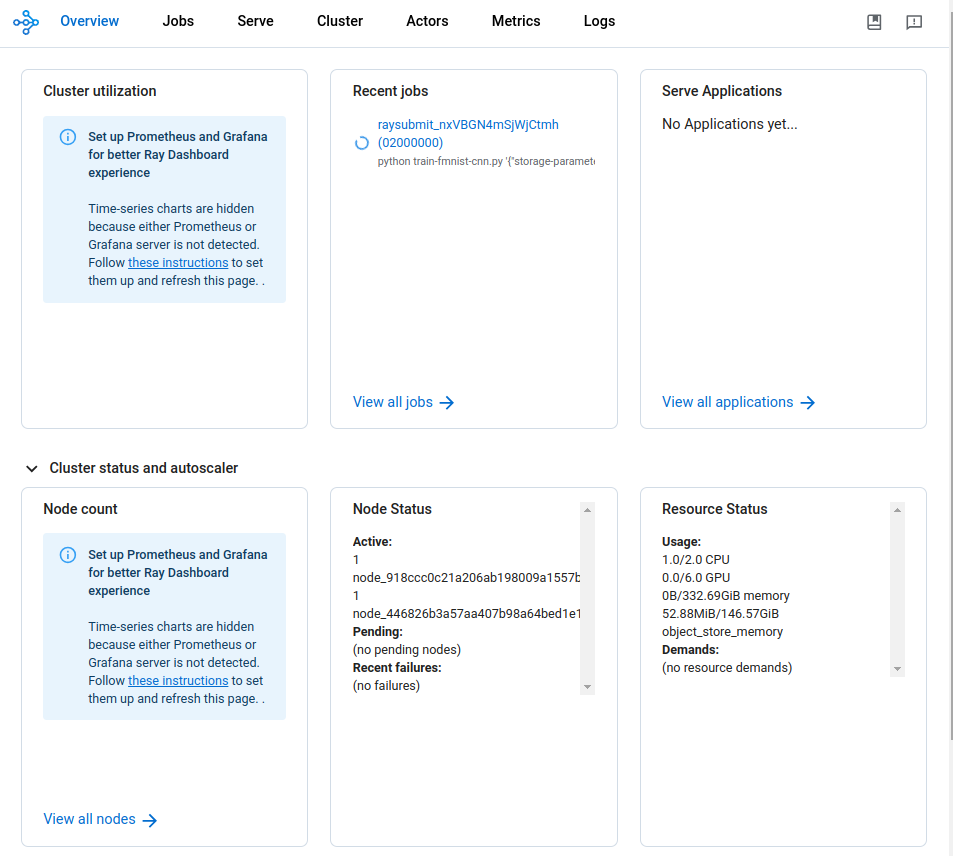 Overview Jobs Serve Cluster Actors Metrics Logs
Cluster utilization
Set up Prometheus and Grafana
for better Ray Dashboard
experience
Time-series charts are hidden
because either Prometheus or
Grafana server is not detected.
Follow these instructions to set
them up and refresh this page. .
Recent jobs
raysubmit_nxVBGN4mSjWjCtmh
(02000000)
python train-fmnist-cnn.py '{"storage-paramet
View all jobs
Serve Applications
No Applications yet...
View all applications
Cluster status and autoscaler
Node count
Set up Prometheus and Grafana
for better Ray Dashboard
experience
Time-series charts are hidden
because either Prometheus or
Grafana server is not detected.
Follow these instructions to set
them up and refresh this page. .
View all nodes
Node Status
Active:
1
node_918ccc0c21a206ab198009a1557b
1
node_446826b3a57aa407b98a64bed1e1
Pending:
(no pending nodes)
Recent failures:
(no failures)
Resource Status
Usage:
1.0/2.0 CPU
0.0/6.0 GPU
0B/332.69GiB memory
52.88MiB/146.57GiB
object_store_memory
Demands:
(no resource demands)